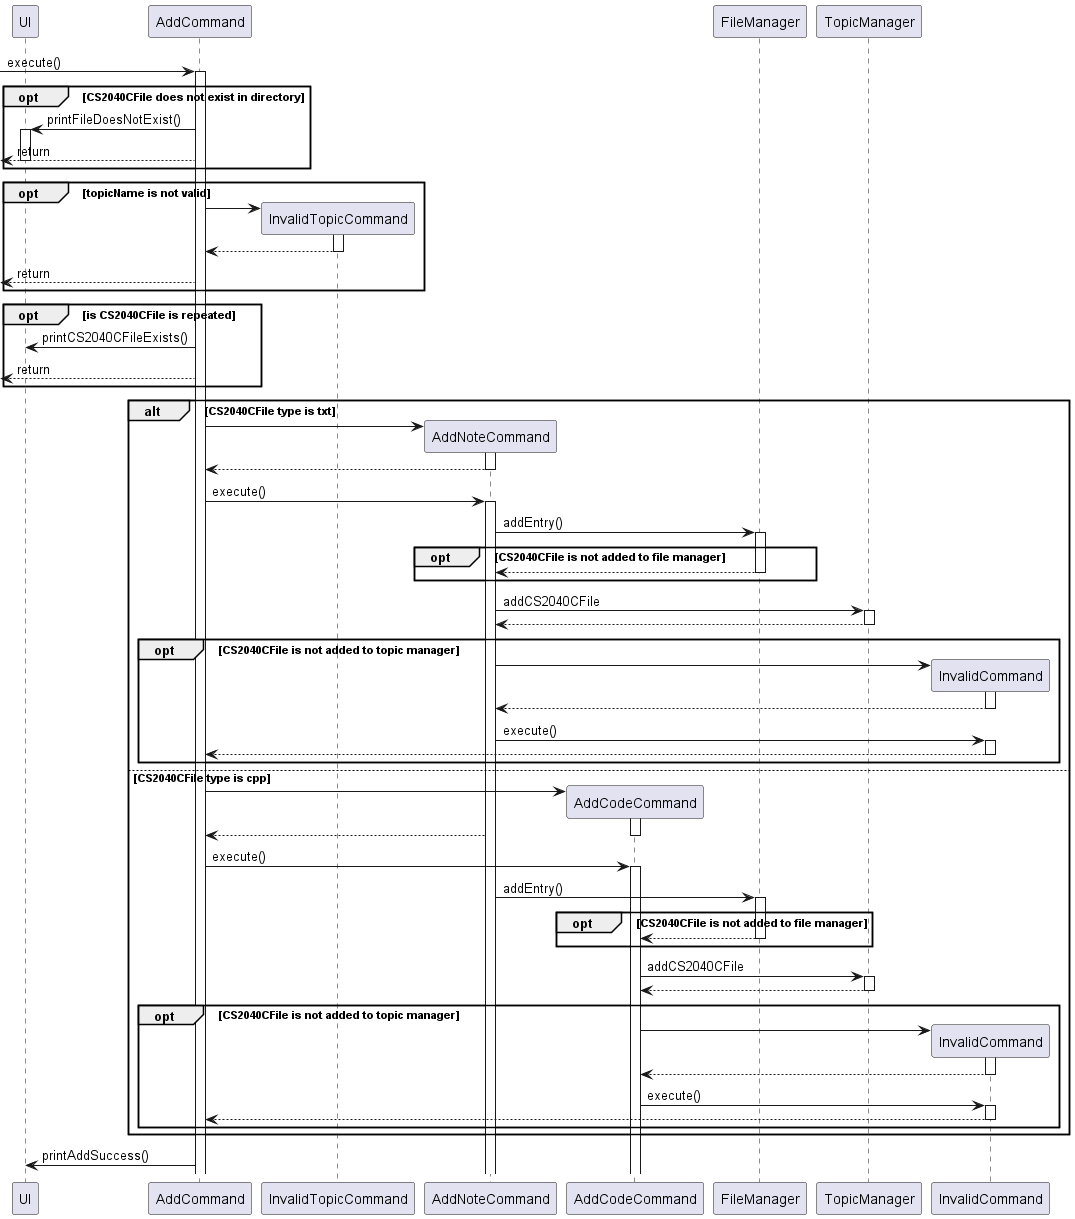 UI AddCommand FileManager TopicManager
execute()
opt [CS2040CFile does not exist in directory]
printFileDoesNotExist()
return
opt [topicName is not valid]
InvalidTopicCommand
return
opt [is CS2040CFile is repeated]
printCS2040CFileExists()
return
alt [CS2040CFile type is txt]
AddNoteCommand
execute()
addEntry()
opt [CS2040CFile is not added to file manager]
addCS2040CFile
opt [CS2040CFile is not added to topic manager]
InvalidCommand
execute()
[CS2040CFile type is cpp]
AddCodeCommand
execute()
addEntry()
opt [CS2040CFile is not added to file manager]
addCS2040CFile
opt [CS2040CFile is not added to topic manager]
InvalidCommand
execute()
printAddSuccess()
UI AddCommand InvalidTopicCommand AddNoteCommand AddCodeCommand FileManager TopicManager InvalidCommand